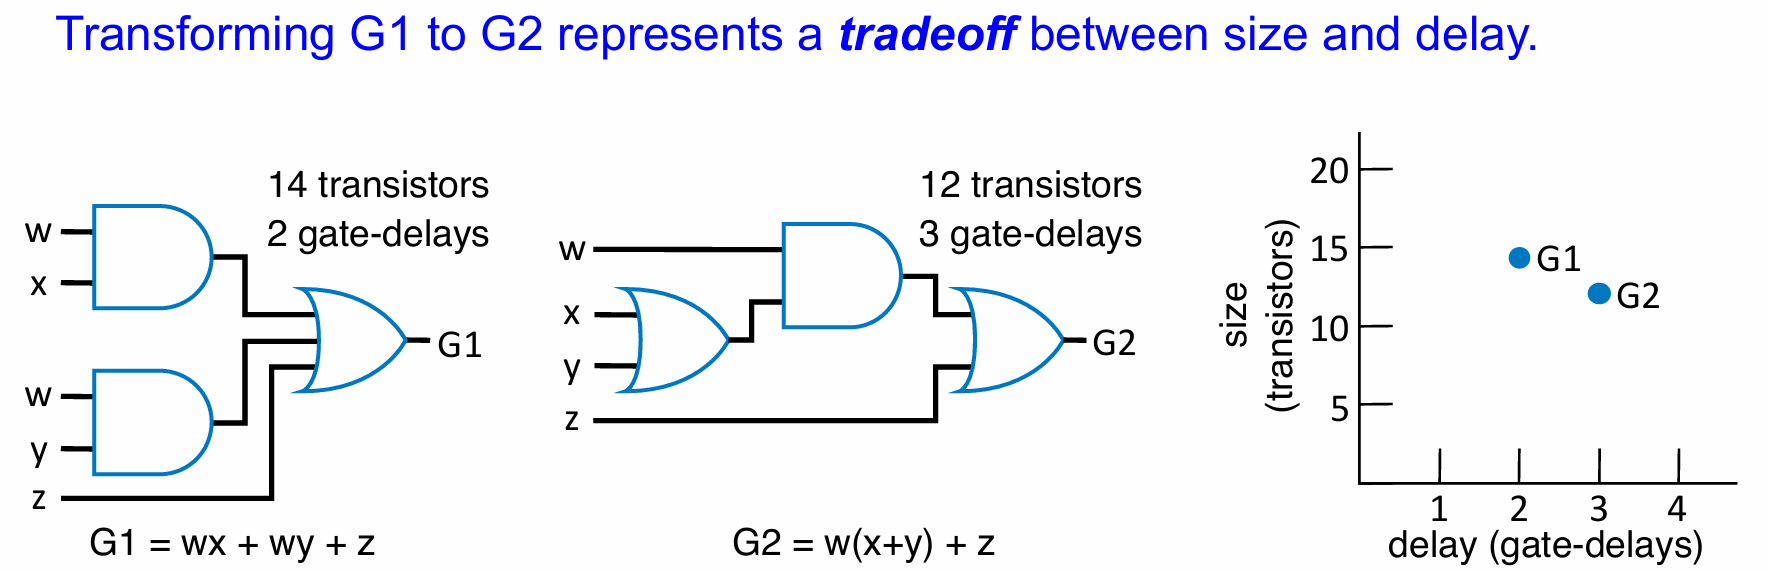 Transforming G1 to G2 represents a tradeoff between size and delay.
14 transistors
2 gate-delays
w
x
w
y
z
G1
G1 = wx + wy + z
12 transistors
3 gate-delays
w
x
y
z
G2
G2 = w(x+y) + z
size
(transistors)
20
15
10
5
G1
G2
1 2 3 4
delay (gate-delays)